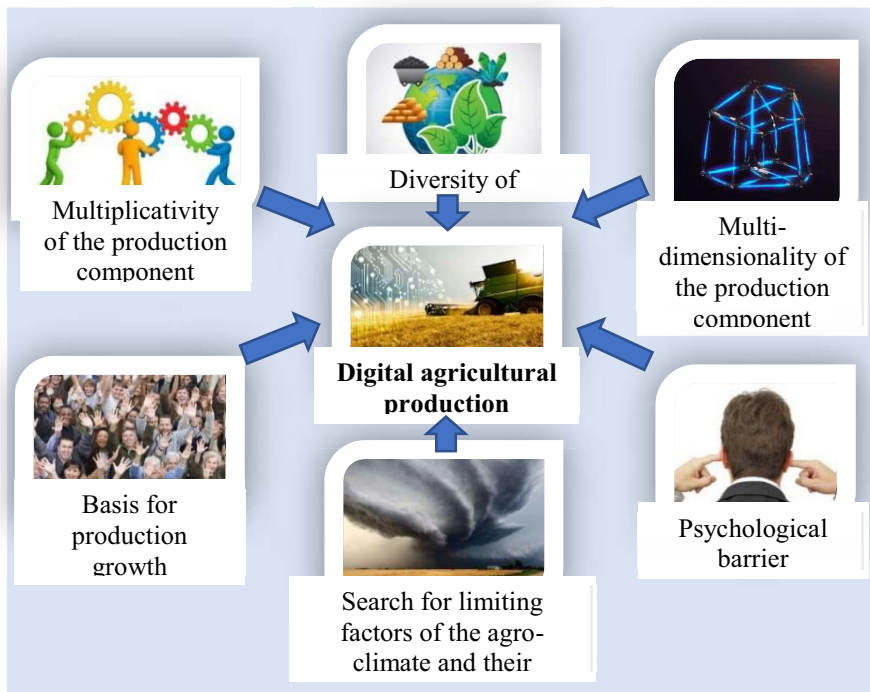 Diversity of
Multiplicativity
of the production
component
Multi-
dimensionality of
the production
component
Digital agricultural
production
Basis for
production
growth
Psychological
barrier
Search for limiting
factors of the agro-
climate and their